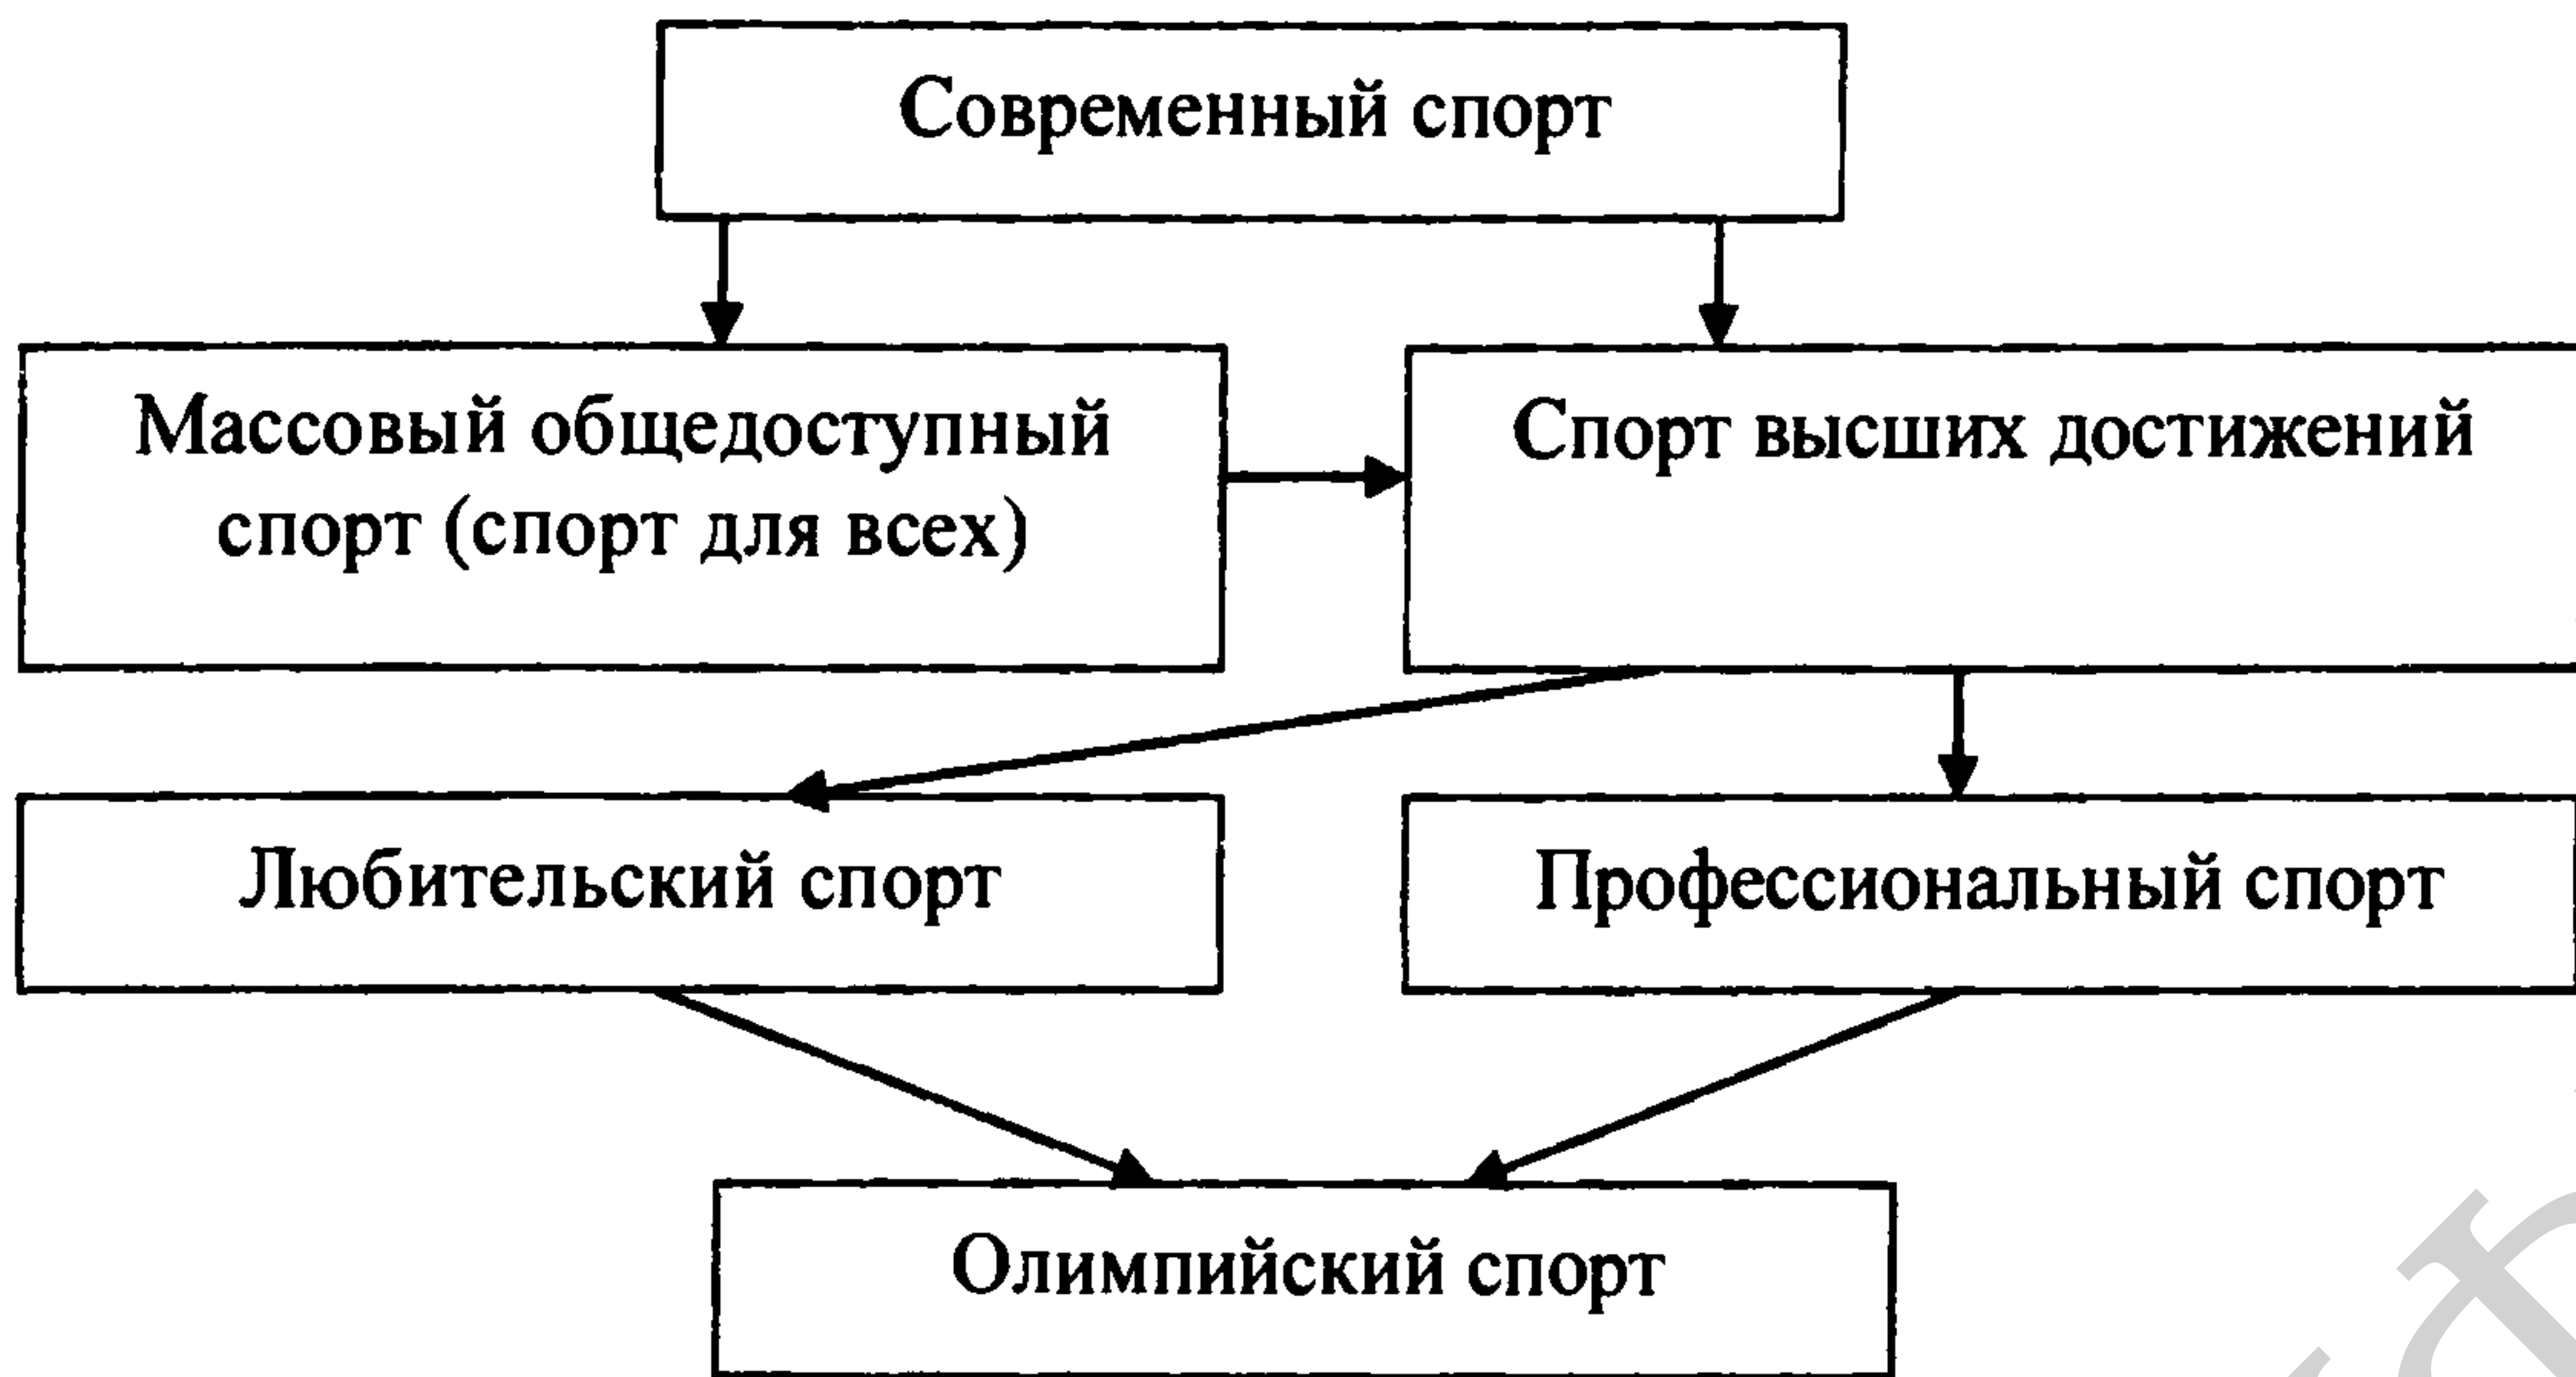 Современный спорт
Массовый общедоступный
спорт (спорт для всех)
Спорт высших достижений
Любительский спорт
Профессиональный спорт
Олимпийский спорт